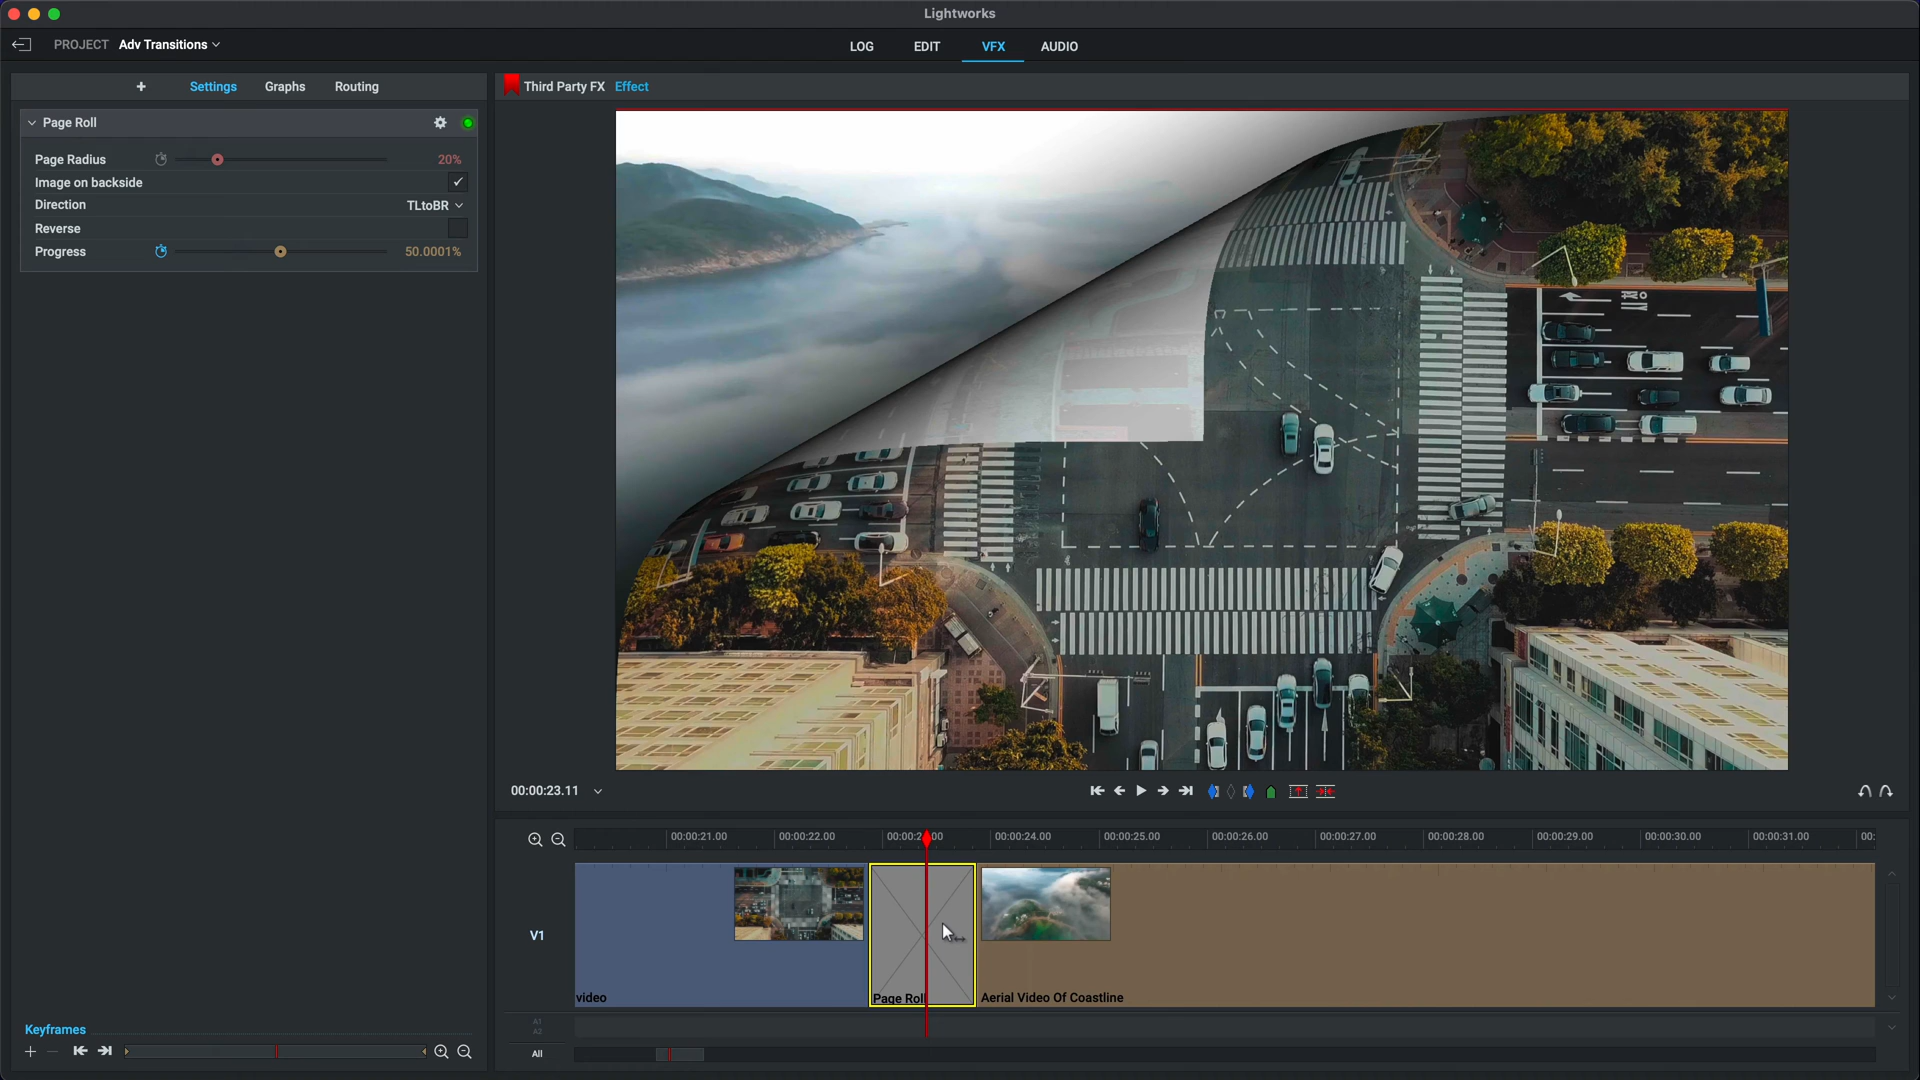 Lightworks
PROJECT Adv Transitions
LOG EDIT VFX AUDIO
+ Settings Graphs Routing
Third Party FX Effect
Page Roll
Page Radius 20%
Image on backside
Direction TLtoBR
Reverse
Progress 50.0001%
00:00:23.11
00:00:21.00 00:00:22.00 00:00:24.00 00:00:25.00 00:00:26.00 00:00:27.00 00:00:28.00 00:00:29.00 00:00:30.00 00:00:31.00 00:
V1
video Page Roll Aerial Video Of Coastline
A1
A2
All
Keyframes